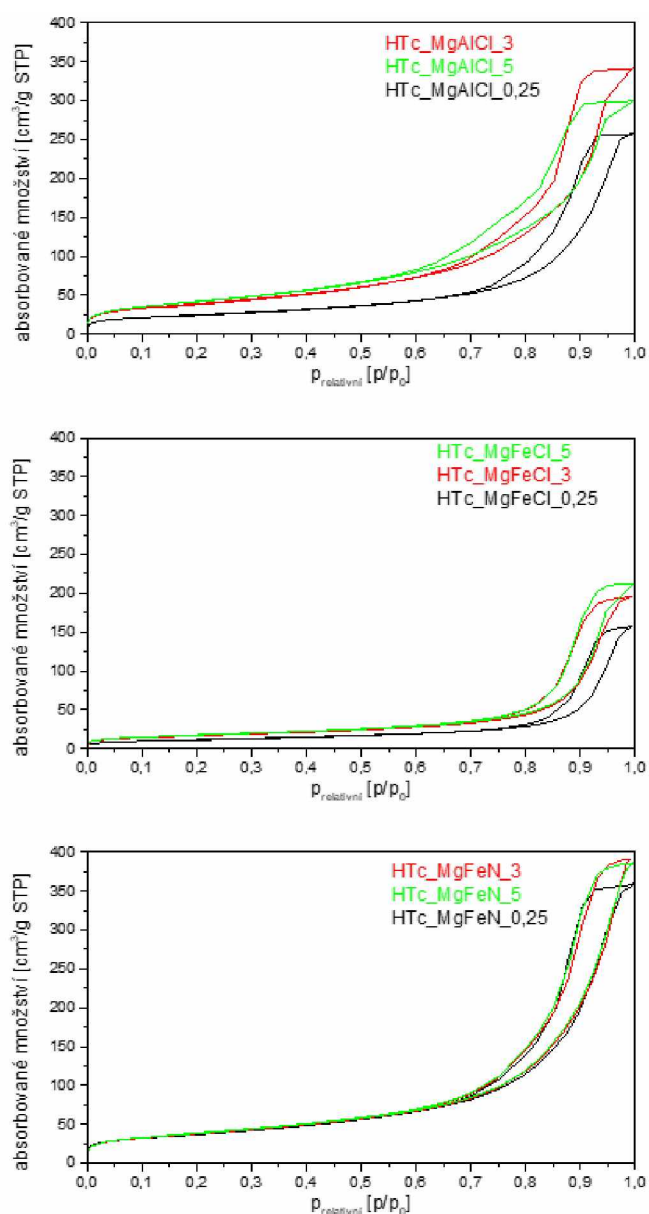 400
HTc_MgAlCl_3
350
HTc_MgAlCl_5
300
HTc_MgAlCl_0,25
250
200
150
100
50
0
absorbované množství [cm³/g STP]
0,0 0,1 0,2 0,3 0,4 0,5 0,6 0,7 0,8 0,9 1,0
p relativní [p/p₀]
400
HTc_MgFeCl_5
350
HTc_MgFeCl_3
HTc_MgFeCl_0,25
300
250
200
150
100
50
0
absorbované množství [cm³/g STP]
0,0 0,1 0,2 0,3 0,4 0,5 0,6 0,7 0,8 0,9 1,0
p relativní [p/p₀]
400
HTc_MgFeN_3
350
HTc_MgFeN_5
HTc_MgFeN_0,25
300
250
200
150
100
50
0
absorbované množství [cm³/g STP]
0,0 0,1 0,2 0,3 0,4 0,5 0,6 0,7 0,8 0,9 1,0
p relativní [p/p₀]